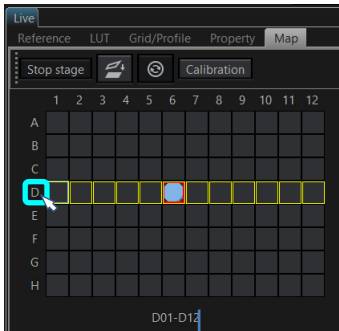 Live
Reference LUT Grid/Profile Property Map
Stop stage Calibration
1 2 3 4 5 6 7 8 9 10 11 12
A
B
C
D
E
F
G
H
D01-D12